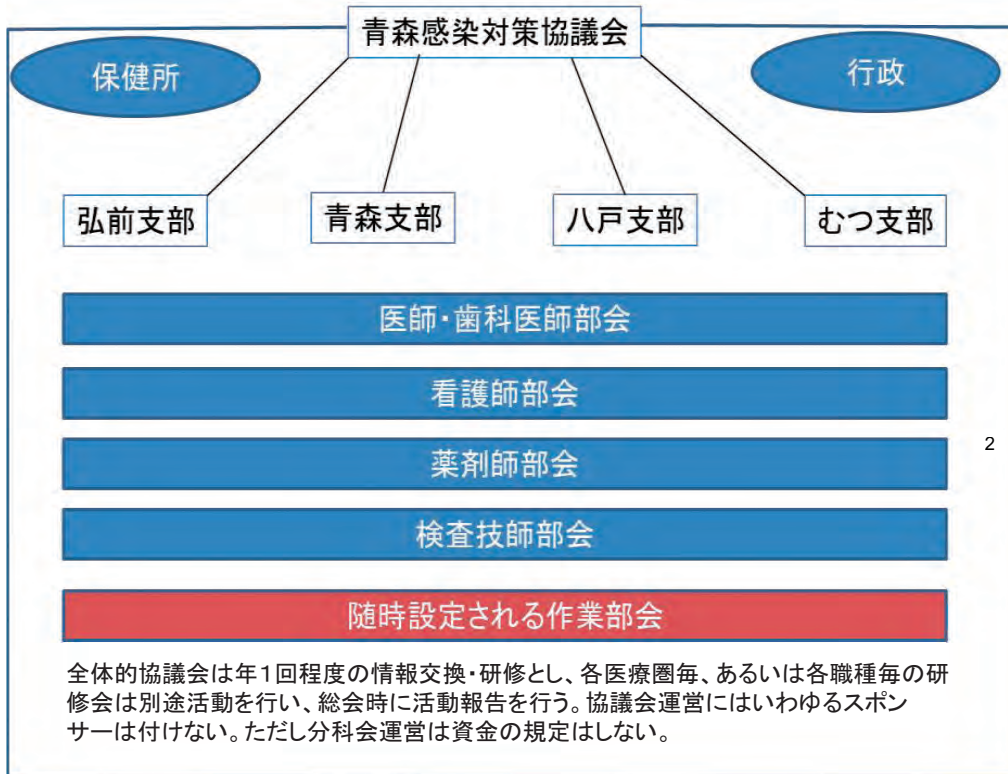 青森感染対策協議会
保健所
行政
弘前支部
青森支部
八戸支部
むつ支部
医師・歯科医師部会
看護師部会
薬剤師部会
2
検査技師部会
随時設定される作業部会
全体的協議会は年１回程度の情報交換・研修とし、各医療圏毎、あるいは各職種毎の研
修会は別途活動を行い、総会時に活動報告を行う。協議会運営にはいわゆるスポン
サーは付けない。ただし分科会運営は資金の規定はしない。